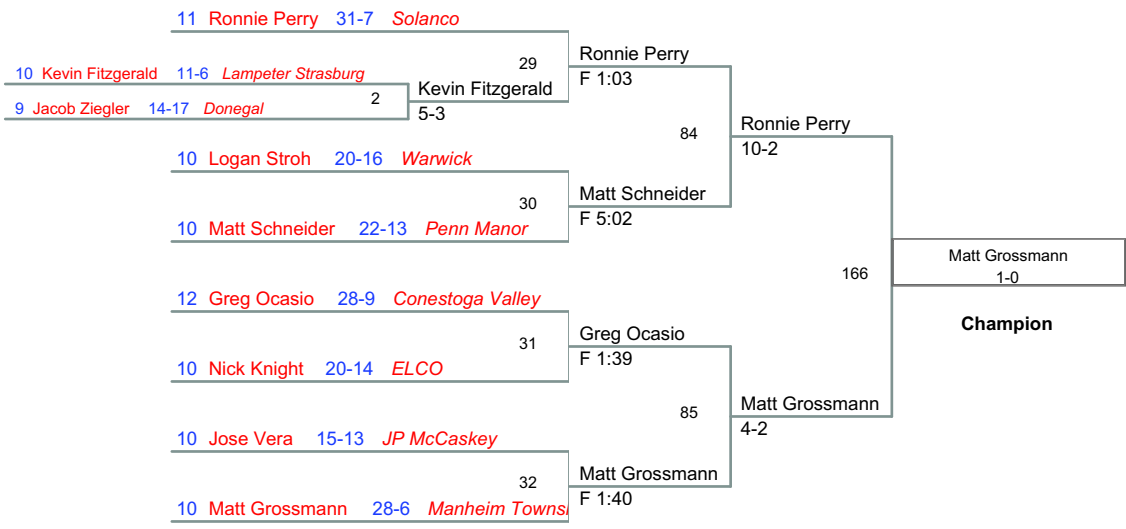 11 Ronnie Perry 31-7 Solanco
29
Ronnie Perry
F 1:03
10 Kevin Fitzgerald 11-6 Lampeter Strasburg
2
Kevin Fitzgerald
5-3
9 Jacob Ziegler 14-17 Donegal
84
Ronnie Perry
10-2
10 Logan Stroh 20-16 Warwick
30
Matt Schneider
F 5:02
10 Matt Schneider 22-13 Penn Manor
166
Matt Grossmann
1-0
Champion
12 Greg Ocasio 28-9 Conestoga Valley
31
Greg Ocasio
F 1:39
10 Nick Knight 20-14 ELCO
85
Matt Grossmann
4-2
10 Jose Vera 15-13 JP McCaskey
32
Matt Grossmann
F 1:40
10 Matt Grossmann 28-6 Manheim